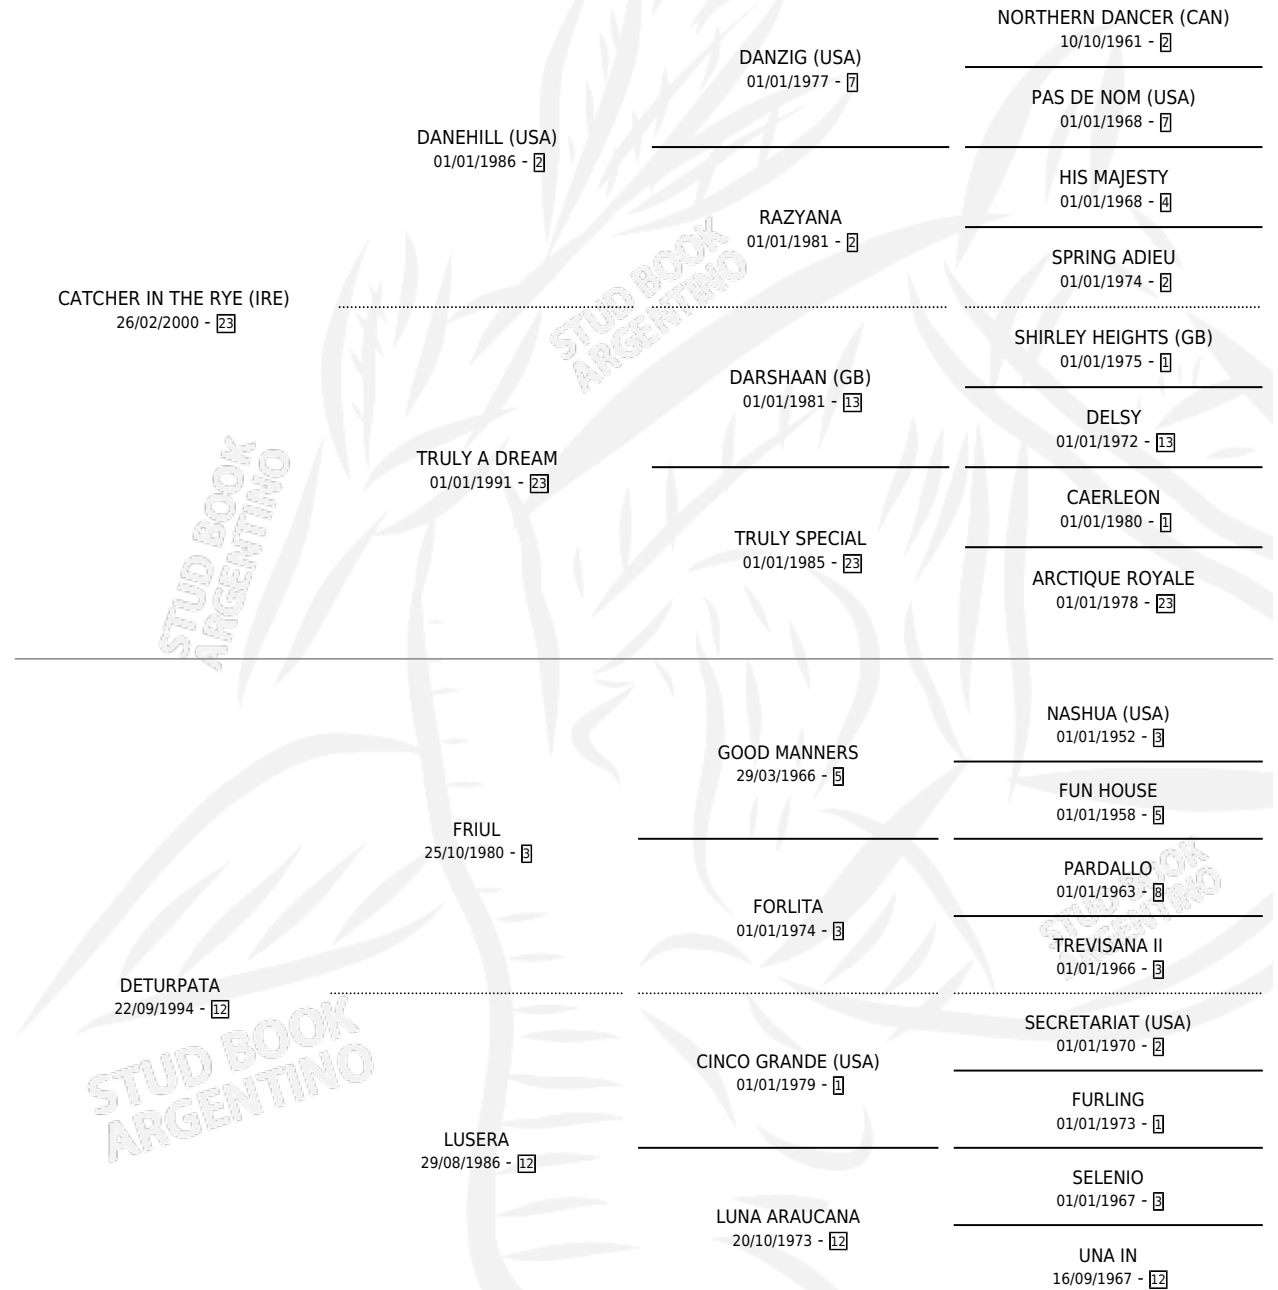 NORTHERN DANCER (CAN)
10/10/1961 - 2
DANZIG (USA)
01/01/1977 - 7
PAS DE NOM (USA)
01/01/1968 - 7
DANEHILL (USA)
01/01/1986 - 2
HIS MAJESTY
01/01/1968 - 4
RAZYANA
01/01/1981 - 2
SPRING ADIEU
01/01/1974 - 2
CATCHER IN THE RYE (IRE)
26/02/2000 - 23
STUD BOOK
ARGENTINO
SHIRLEY HEIGHTS (GB)
01/01/1975 - 1
DARSHAAN (GB)
01/01/1981 - 13
DELSY
01/01/1972 - 13
TRULY A DREAM
01/01/1991 - 23
CAERLEON
01/01/1980 - 1
TRULY SPECIAL
01/01/1985 - 23
ARCTIQUE ROYALE
01/01/1978 - 23
STUD BOOK
ARGENTINO
NASHUA (USA)
01/01/1952 - 3
GOOD MANNERS
29/03/1966 - 5
FUN HOUSE
01/01/1958 - 5
FRIUL
25/10/1980 - 3
PARDALLO
01/01/1963 - 8
FORLITA
01/01/1974 - 3
TREVISANA II
01/01/1966 - 3
STUD BOOK
ARGENTINO
DETURPATA
22/09/1994 - 12
SECRETARIAT (USA)
01/01/1970 - 2
CINCO GRANDE (USA)
01/01/1979 - 1
FURLING
01/01/1973 - 1
STUD BOOK
ARGENTINO
LUSERA
29/08/1986 - 12
SELENIO
01/01/1967 - 3
LUNA ARAUCANA
20/10/1973 - 12
UNA IN
16/09/1967 - 12